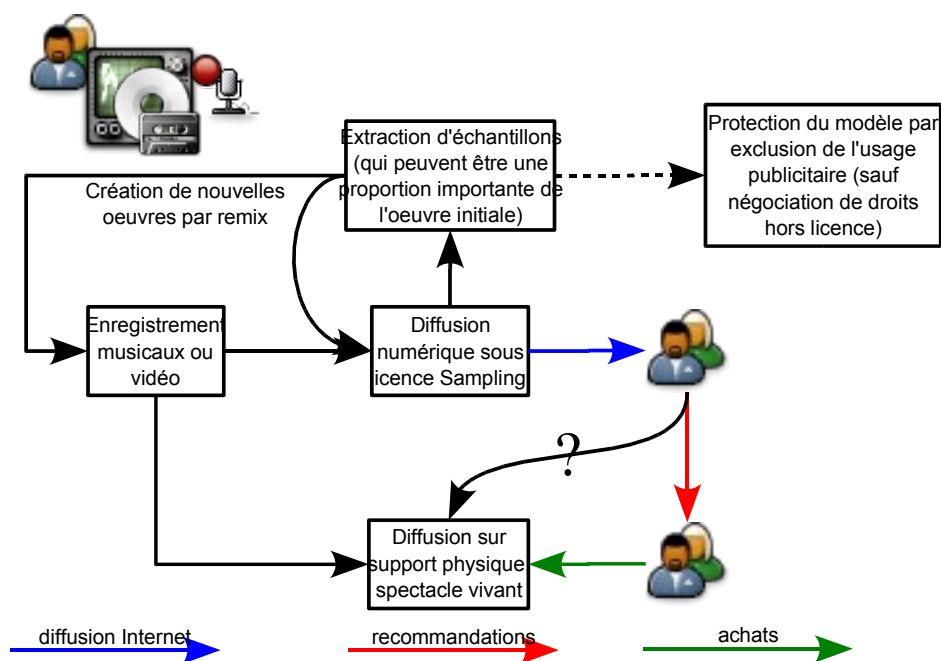 Extraction d'échantillons
(qui peuvent être une
proportion importante de
l'oeuvre initiale)
Protection du modèle par
exclusion de l'usage
publicitaire (sauf
négociation de droits
hors licence)
Création de nouvelles
oeuvres par remix
Enregistrement
musicaux ou
vidéo
Diffusion
numérique sous
icence Sampling
?
Diffusion sur
support physique
spectacle vivant
diffusion Internet
recommandations
achats